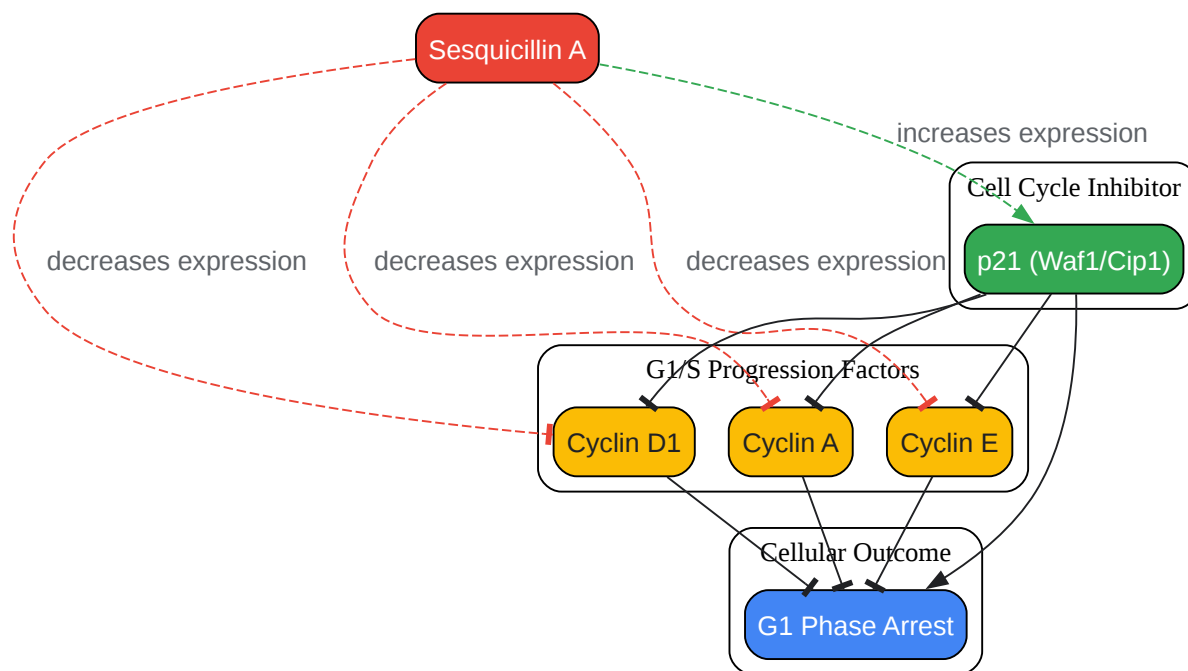 Sesquicillin A
increases expression
Cell Cycle Inhibitor
p21 (Waf1/Cip1)
decreases expression
decreases expression
decreases expression
G1/S Progression Factors
Cyclin D1
Cyclin A
Cyclin E
Cellular Outcome
G1 Phase Arrest